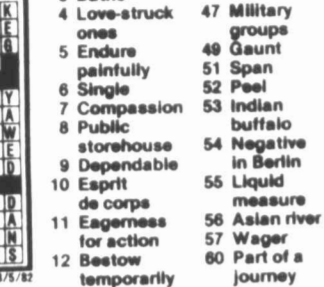 K
E
G
Y
A
W
E
D
D
A
N
S
/5/82
4 Love-struck
ones
5 Endure
painfully
6 Single
7 Compassion
8 Public
storehouse
9 Dependable
10 Esprit
de corps
11 Eagerness
for action
12 Bestow
temporarily
47 Military
groups
49 Gaunt
51 Span
52 Peel
53 Indian
buffalo
54 Negative
in Berlin
55 Liquid
measure
56 Asian river
57 Wager
60 Part of a
journey